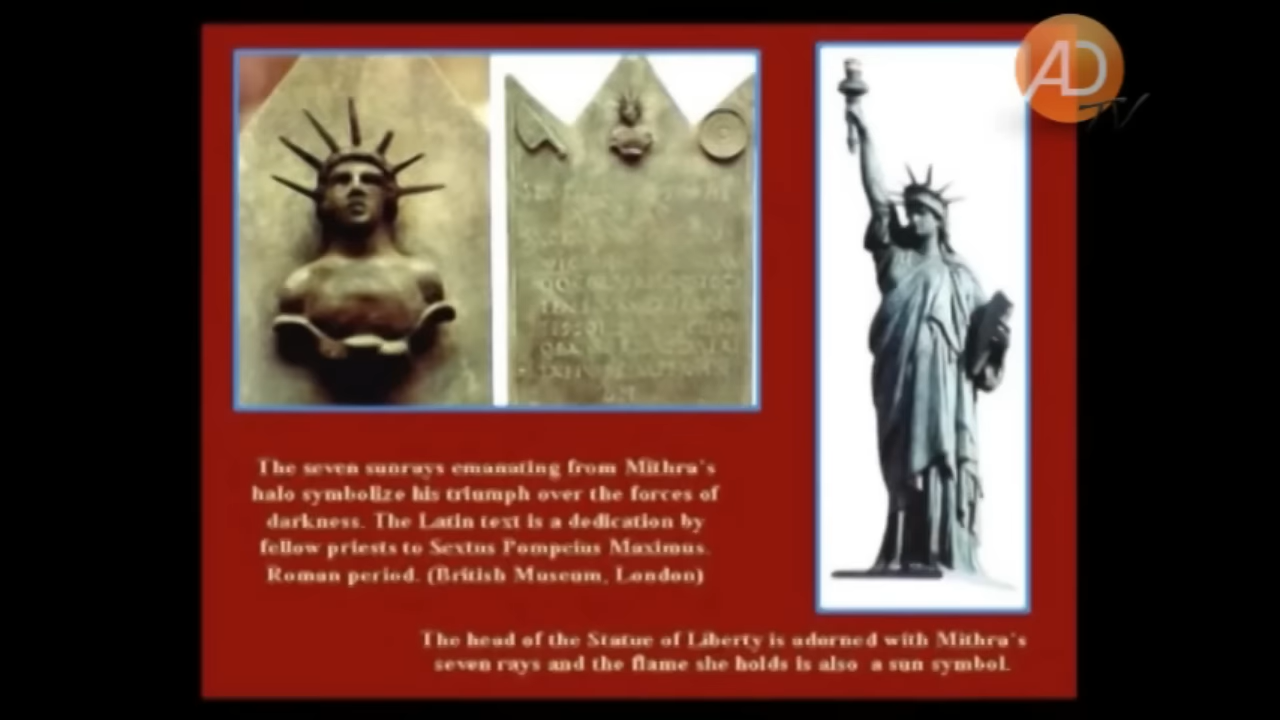 AD
TV
The seven sunrays emanating from Mithra's
halo symbolize his triumph over the forces of
darkness. The Latin text is a dedication by
fellow priests to Sextus Pompeius Maximus.
Roman period. (British Museum, London)
The head of the Statue of Liberty is adorned with Mithra's
seven rays and the flame she holds is also a sun symbol.